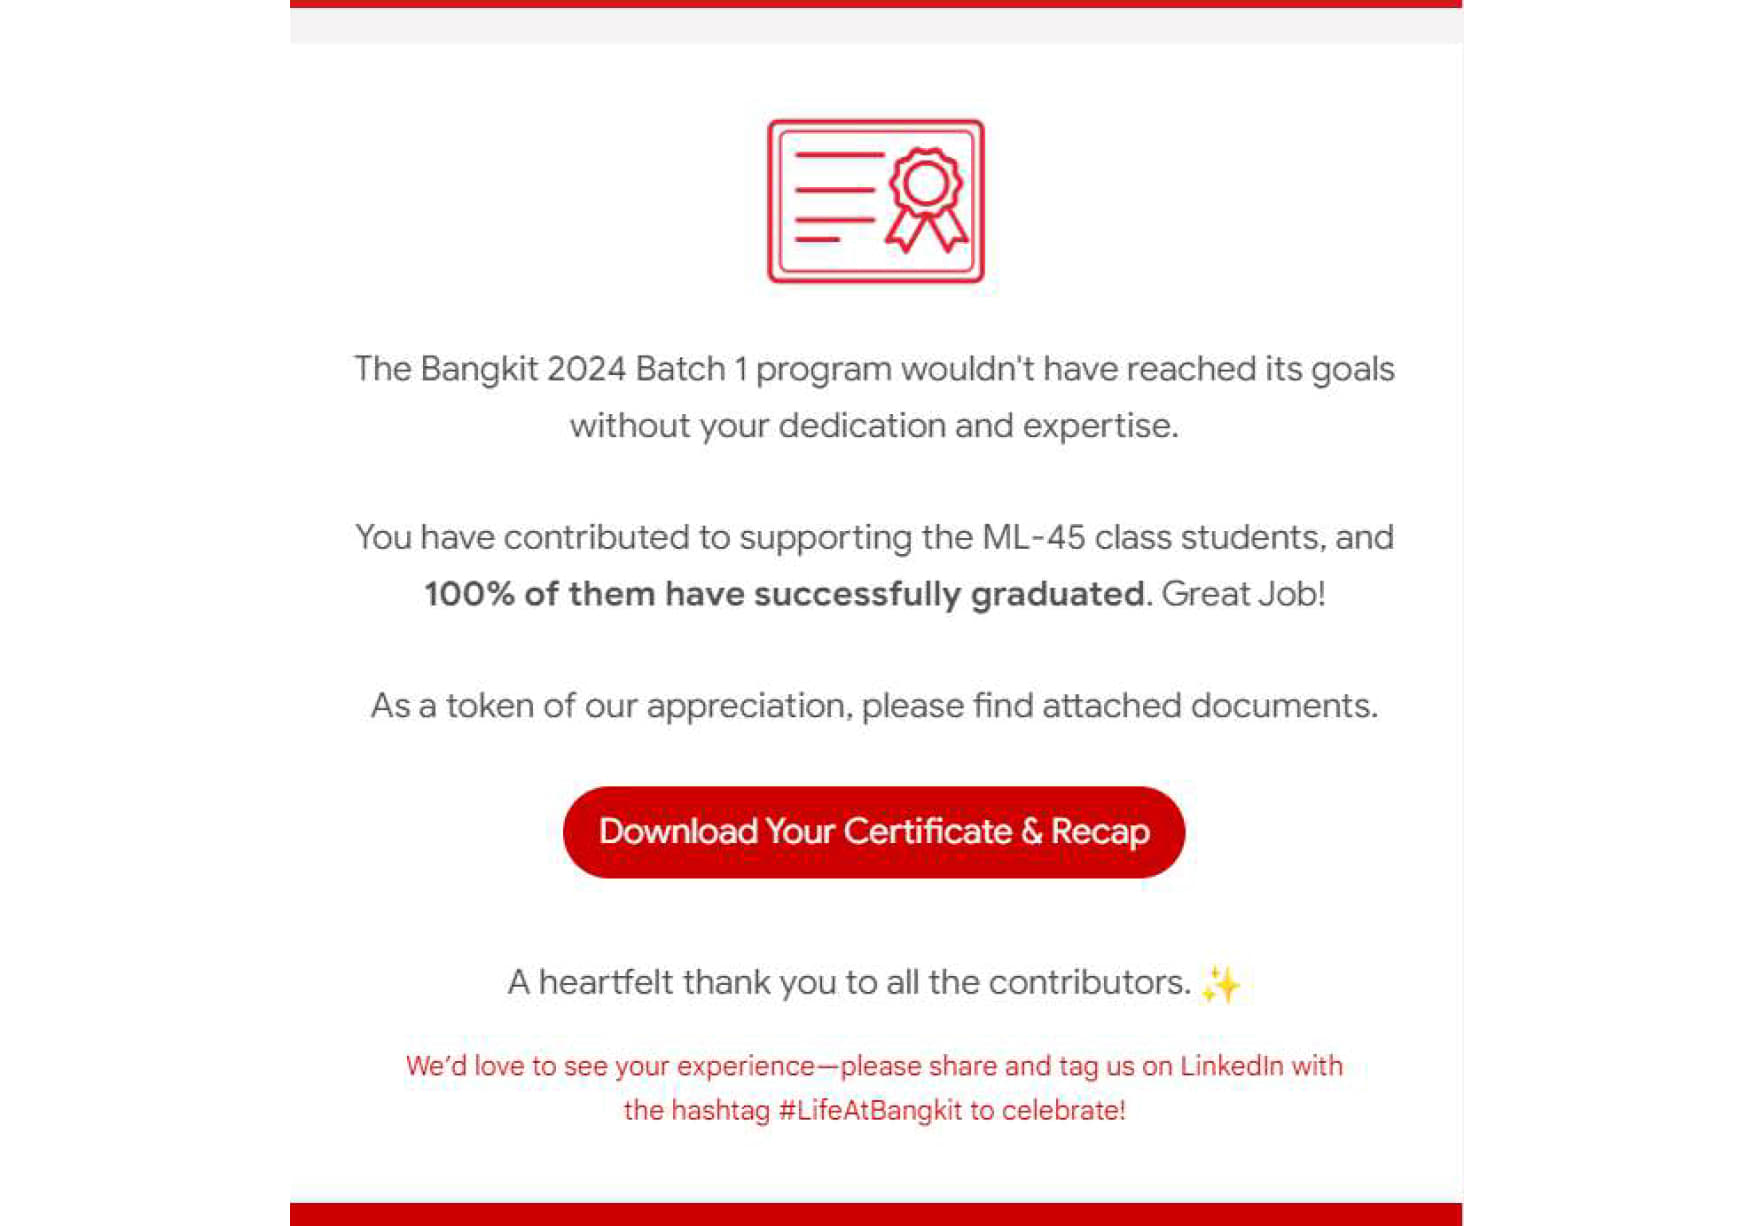 The Bangkit 2024 Batch 1 program wouldn't have reached its goals
without your dedication and expertise.
You have contributed to supporting the ML-45 class students, and
100% of them have successfully graduated. Great Job!
As a token of our appreciation, please find attached documents.
Download Your Certificate & Recap
A heartfelt thank you to all the contributors. ✨
We’d love to see your experience—please share and tag us on LinkedIn with
the hashtag #LifeAtBangkit to celebrate!